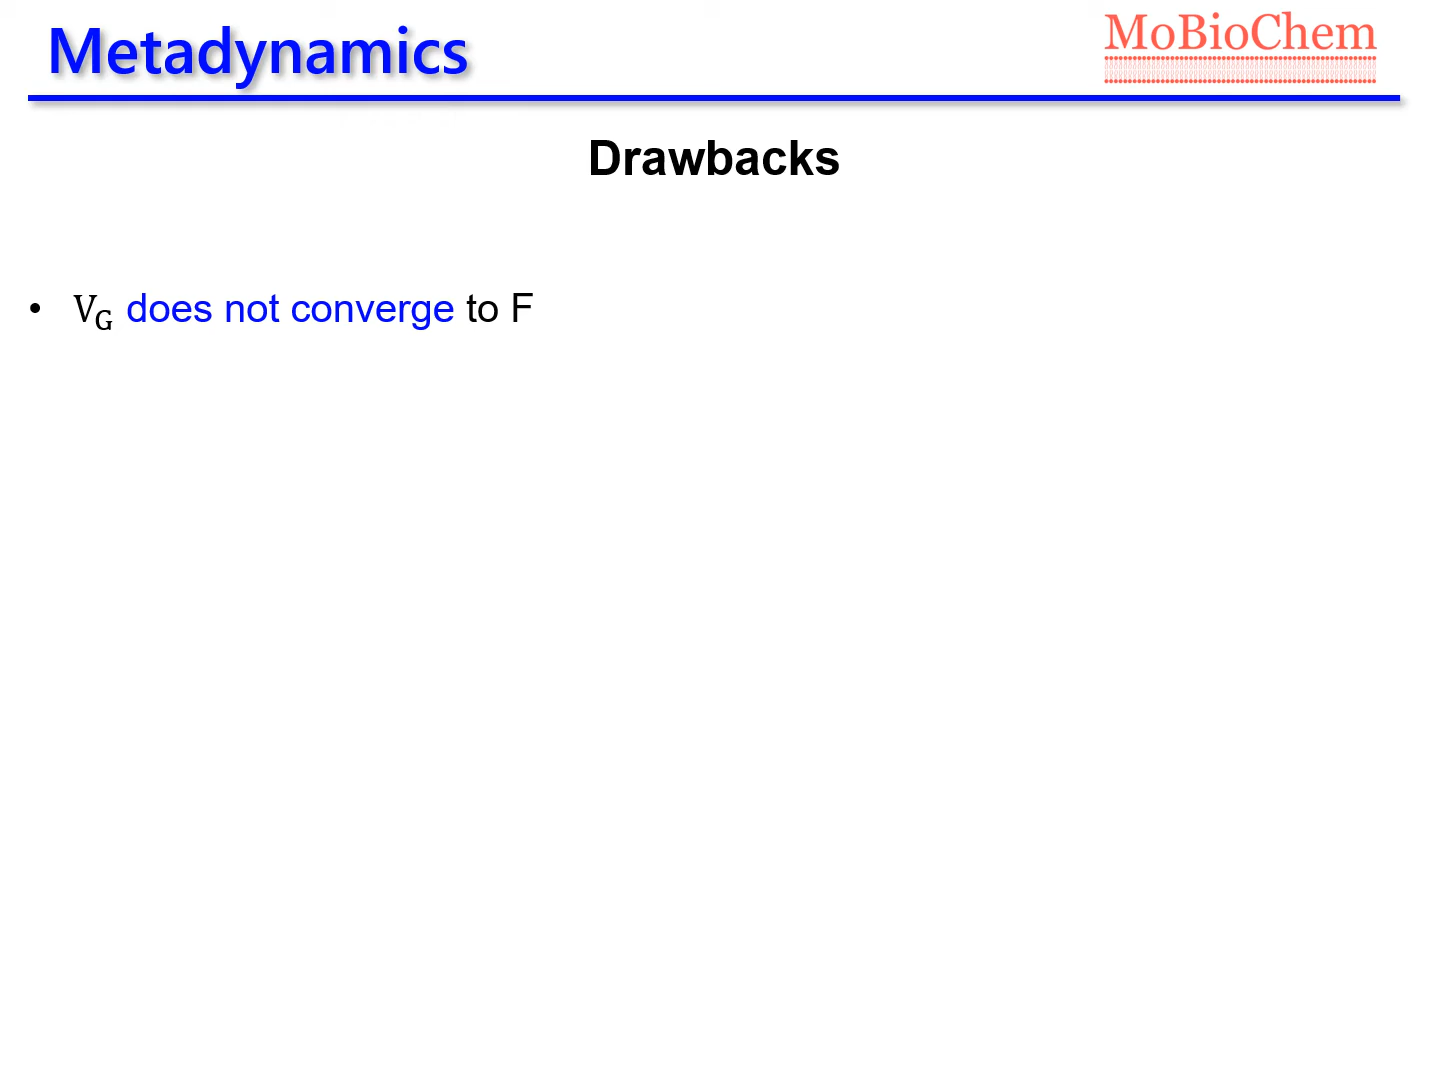 Metadynamics
MoBioChem
Drawbacks
• V_G does not converge to F